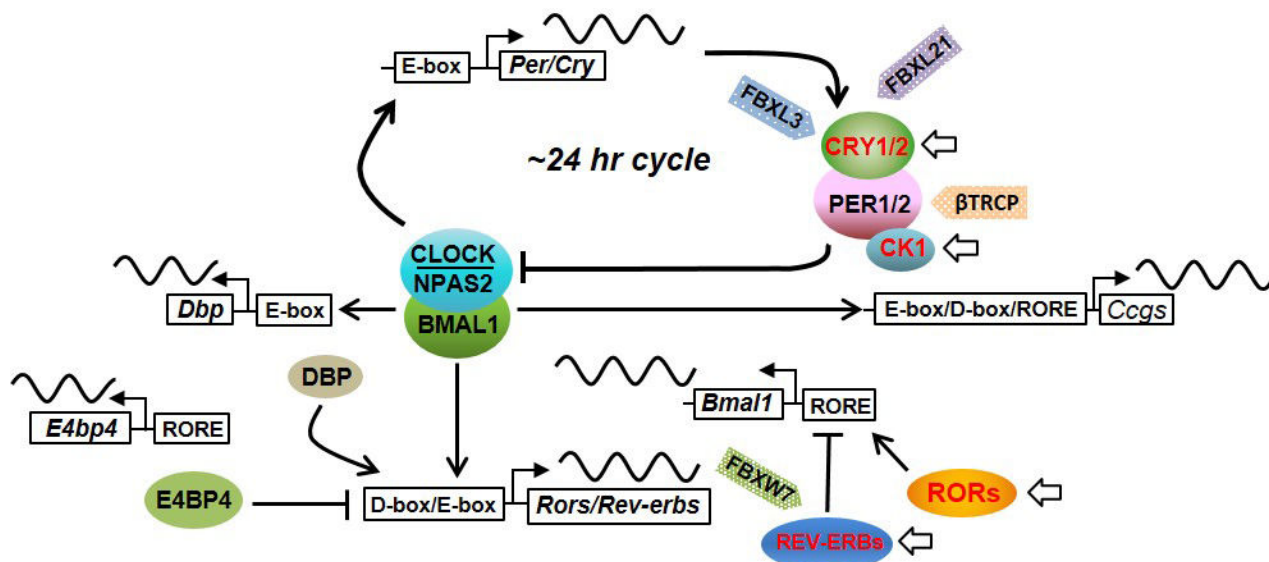 E-box
Per/Cry
FBXL3
FBXL21
CRY1/2
~24 hr cycle
PER1/2
βTRCP
CK1
CLOCK
NPAS2
BMAL1
Dbp
E-box
E-box/D-box/RORE
Ccgs
DBP
Bmal1
RORE
E4bp4
RORE
E4BP4
D-box/E-box
Rors/Rev-erbs
FBXW7
RORs
REV-ERBs